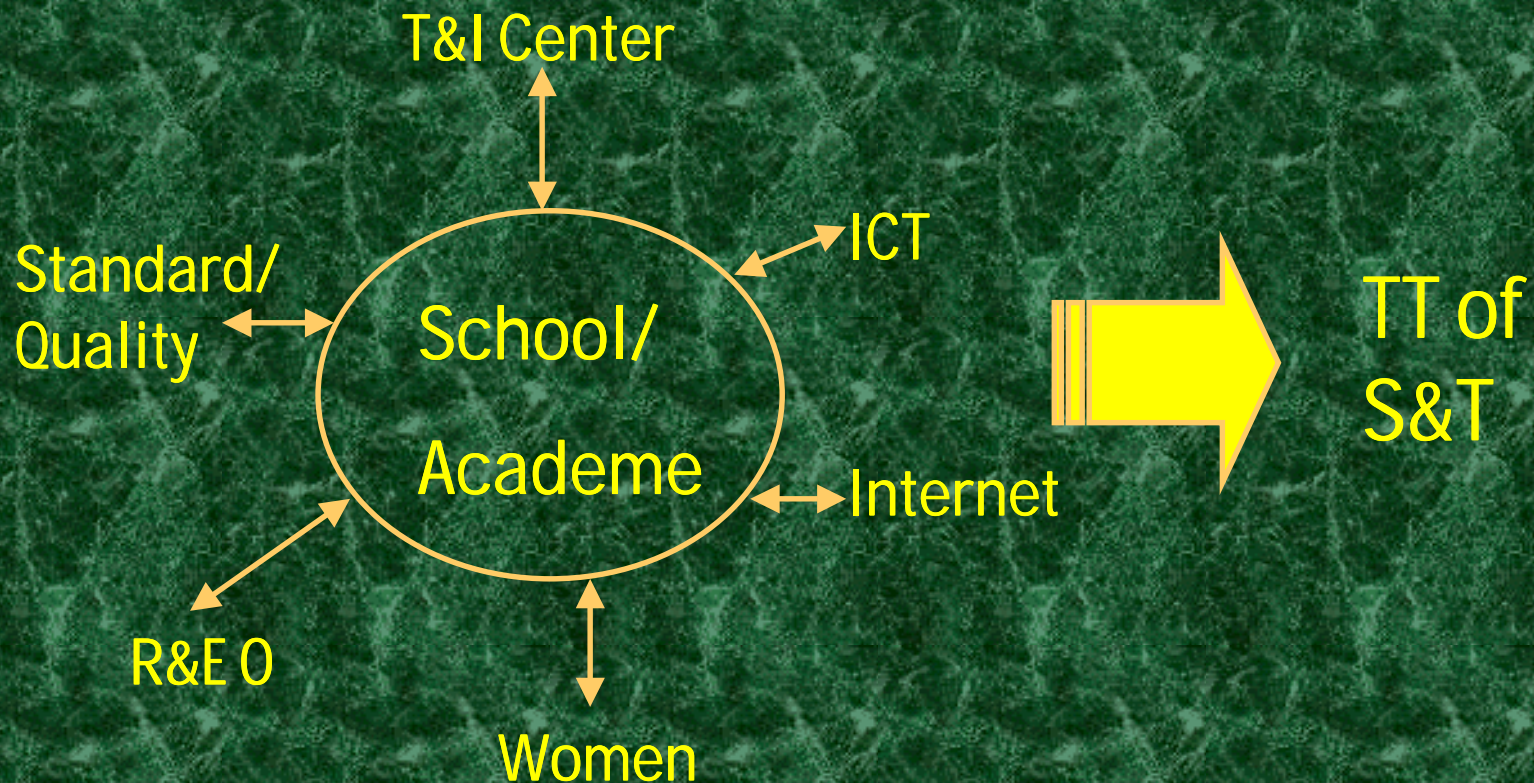 T&I Center
ICT
Standard/
Quality
School/
Academe
Internet
R&E O
Women
TT of
S&T